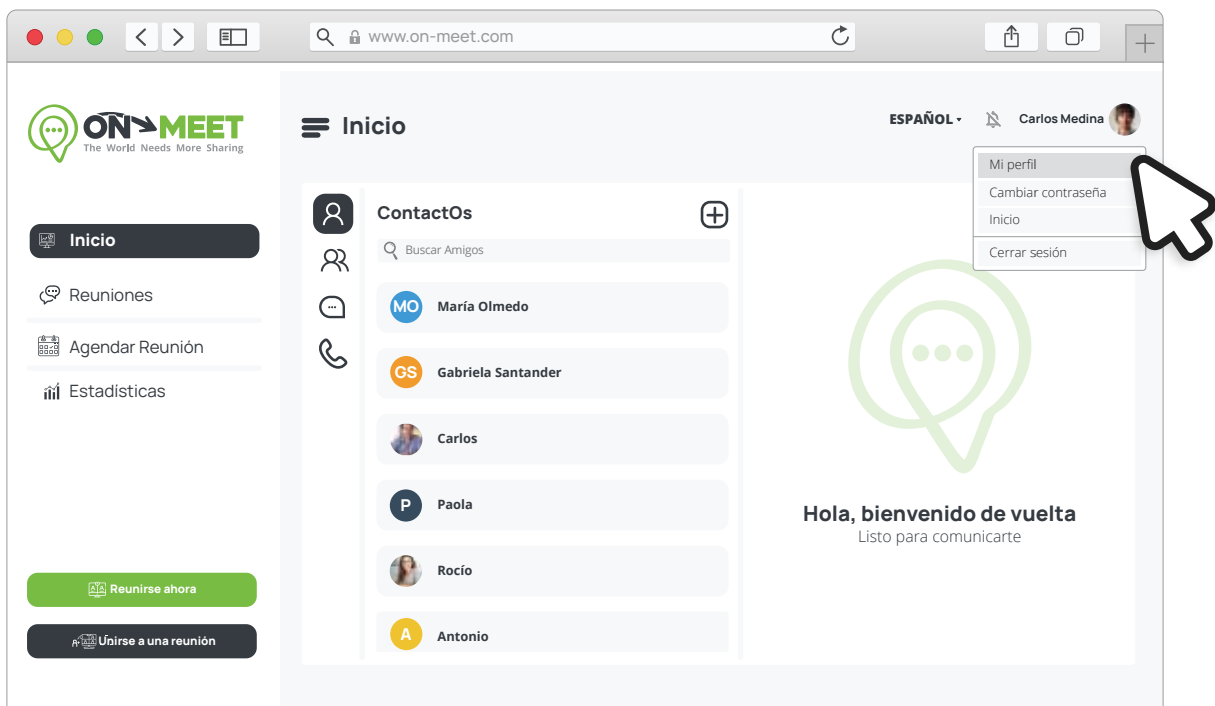 www.on-meet.com
ON MEET
The World Needs More Sharing
Inicio
Reuniones
Agendar Reunión
Estadísticas
Reunirse ahora
Unirse a una reunión
Inicio
ESPAÑOL
Carlos Medina
Mi perfil
Cambiar contraseña
Inicio
Cerrar sesión
ContactOs
Buscar Amigos
MO María Olmedo
GS Gabriela Santander
Carlos
P Paola
Rocío
A Antonio
Hola, bienvenido de vuelta
Listo para comunicarte